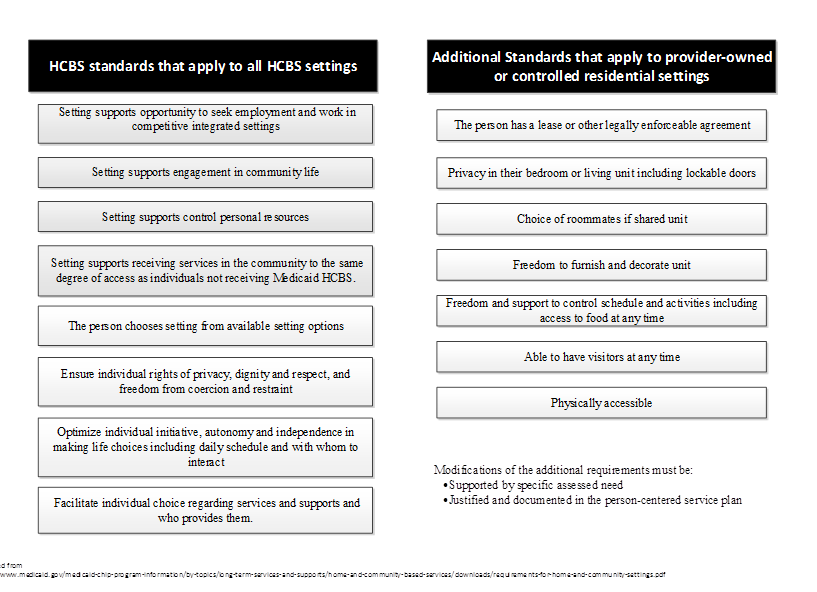 HCBS standards that apply to all HCBS settings
Setting supports opportunity to seek employment and work in
competitive integrated settings
Setting supports engagement in community life
Setting supports control personal resources
Setting supports receiving services in the community to the same
degree of access as individuals not receiving Medicaid HCBS.
The person chooses setting from available setting options
Ensure individual rights of privacy, dignity and respect, and
freedom from coercion and restraint
Optimize individual initiative, autonomy and independence in
making life choices including daily schedule and with whom to
interact
Facilitate individual choice regarding services and supports and
who provides them.
Additional Standards that apply to provider-owned
or controlled residential settings
The person has a lease or other legally enforceable agreement
Privacy in their bedroom or living unit including lockable doors
Choice of roommates if shared unit
Freedom to furnish and decorate unit
Freedom and support to control schedule and activities including
access to food at any time
Able to have visitors at any time
Physically accessible
Modifications of the additional requirements must be:
•Supported by specific assessed need
•Justified and documented in the person-centered service plan
d from
www.medicaid.gov/medicaid-chip-program-information/by-topics/long-term-services-and-supports/home-and-community-based-services/downloads/requirements-for-home-and-community-settings.pdf